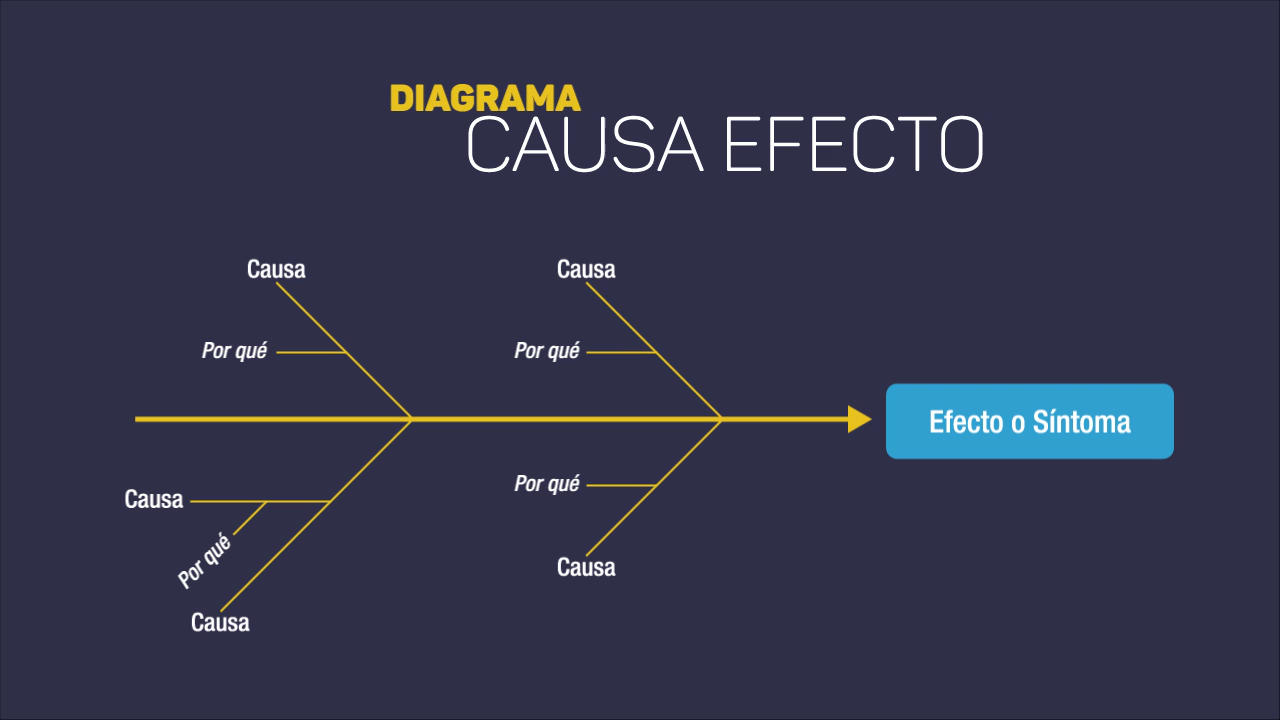 DIAGRAMA
CAUSA EFECTO
Causa
Causa
Por qué
Por qué
Efecto o Síntoma
Por qué
Causa
Por qué
Causa
Causa